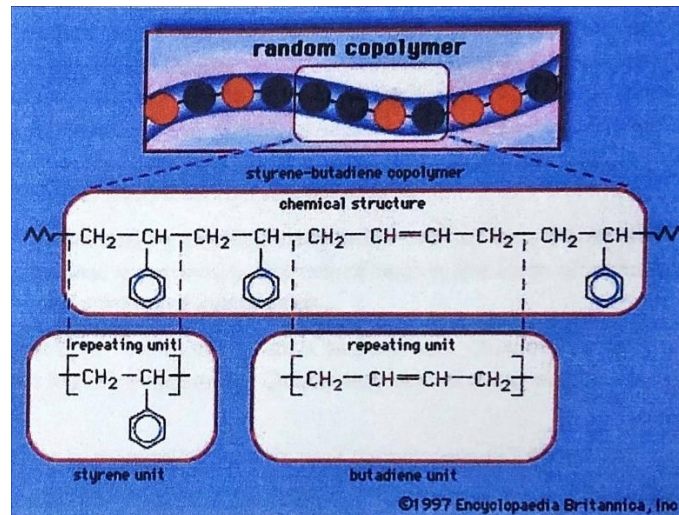 random copolymer
styrene-butadiene copolymer
chemical structure
CH₂—CH—CH₂—CH—CH₂—CH=CH—CH₂—CH₂—CH
repeating unit
CH₂—CH
styrene unit
repeating unit
CH₂—CH=CH—CH₂
butadiene unit
©1997 Encyclopaedia Britannica, Inc